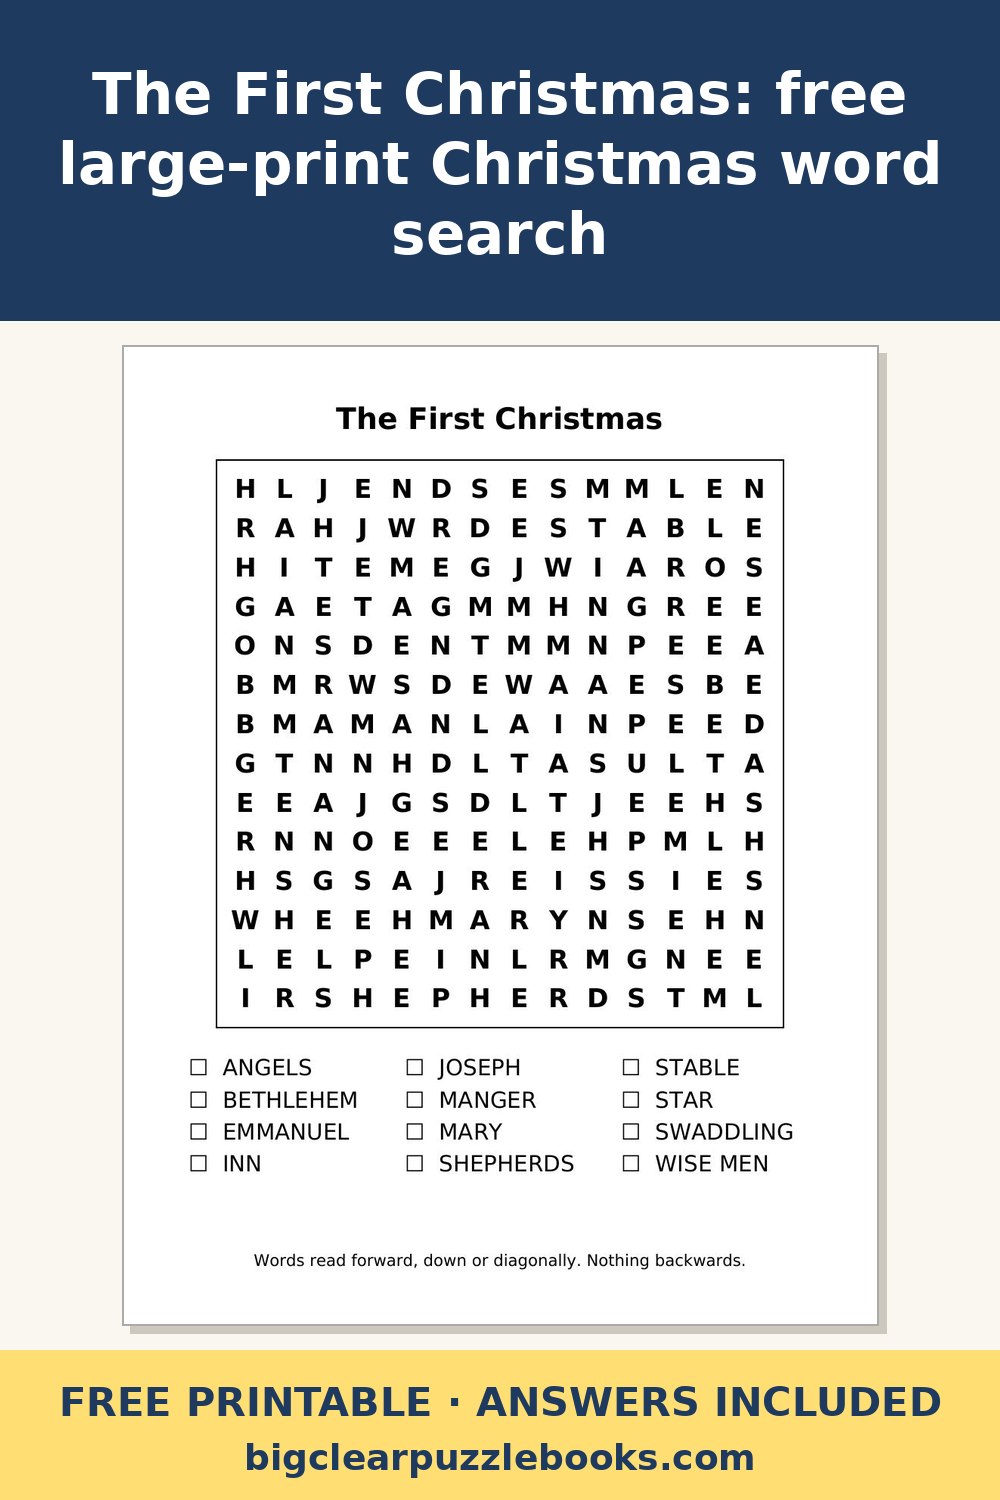 The First Christmas: free
large-print Christmas word
search
The First Christmas
H L J E N D S E S M M L E N
R A H J W R D E S T A B L E
H I T E M E G J W I A R O S
G A E T A G M M H N G R E E
O N S D E N T M M N P E E A
B M R W S D E W A A E S B E
B M A M A N L A I N P E E D
G T N N H D L T A S U L T A
E E A J G S D L T J E E H S
R N N O E E E L E H P M L H
H S G S A J R E I S S I E S
W H E E H M A R Y N S E H N
L E L P E I N L R M G N E E
I R S H E P H E R D S T M L
☐ ANGELS ☐ JOSEPH ☐ STABLE
☐ BETHLEHEM ☐ MANGER ☐ STAR
☐ EMMANUEL ☐ MARY ☐ SWADDLING
☐ INN ☐ SHEPHERDS ☐ WISE MEN
Words read forward, down or diagonally. Nothing backwards.
FREE PRINTABLE · ANSWERS INCLUDED
bigclearpuzzlebooks.com